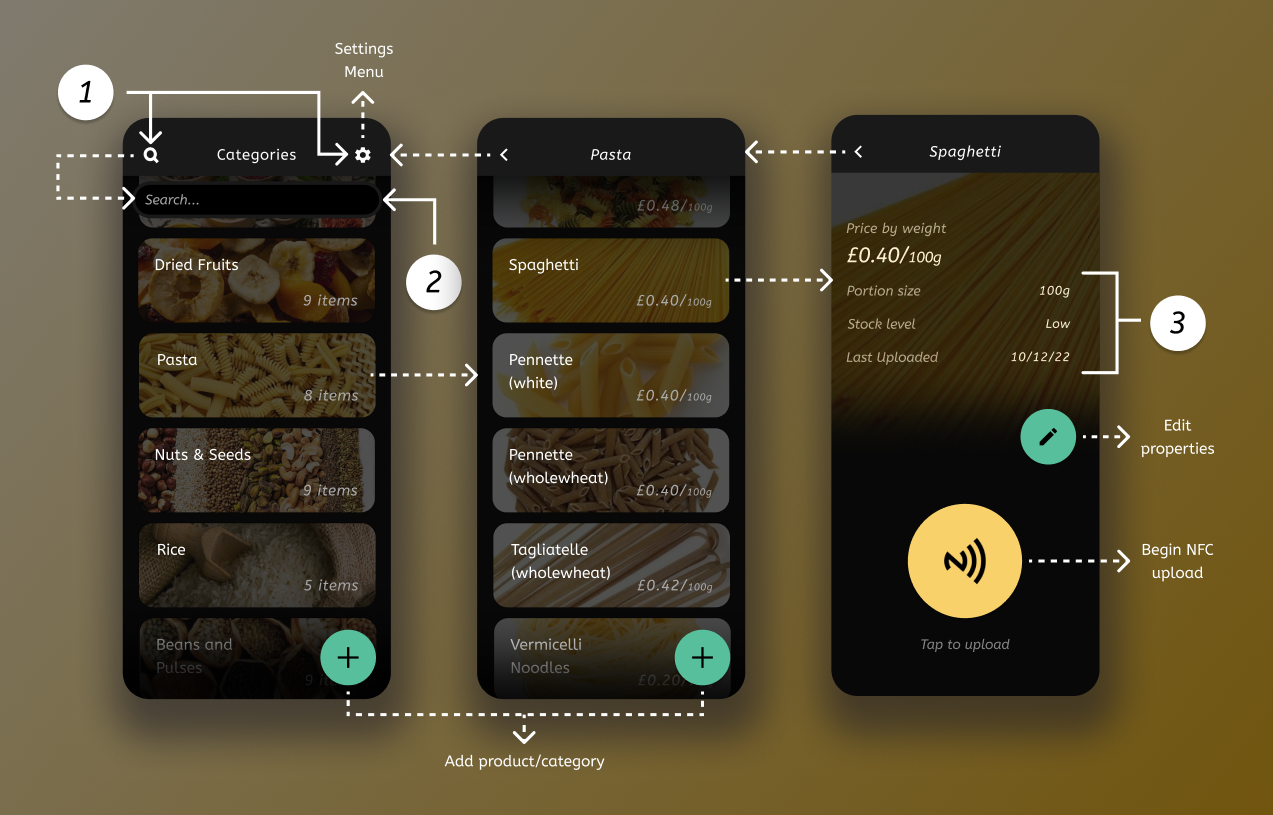 Settings
Menu
1
Categories
Search...
Dried Fruits
9 items
Pasta
8 items
Nuts & Seeds
9 items
Rice
5 items
Beans and
Pulses
9 i
2
Pasta
£0.48/100g
Spaghetti
£0.40/100g
Pennette
(white)
£0.40/100g
Pennette
(wholewheat)
£0.40/100g
Tagliatelle
(wholewheat)
£0.42/100g
Vermicelli
Noodles
£0.20/
Add product/category
Spaghetti
Price by weight
£0.40/100g
Portion size 100g
Stock level Low
Last Uploaded 10/12/22
3
Edit
properties
Begin NFC
upload
Tap to upload